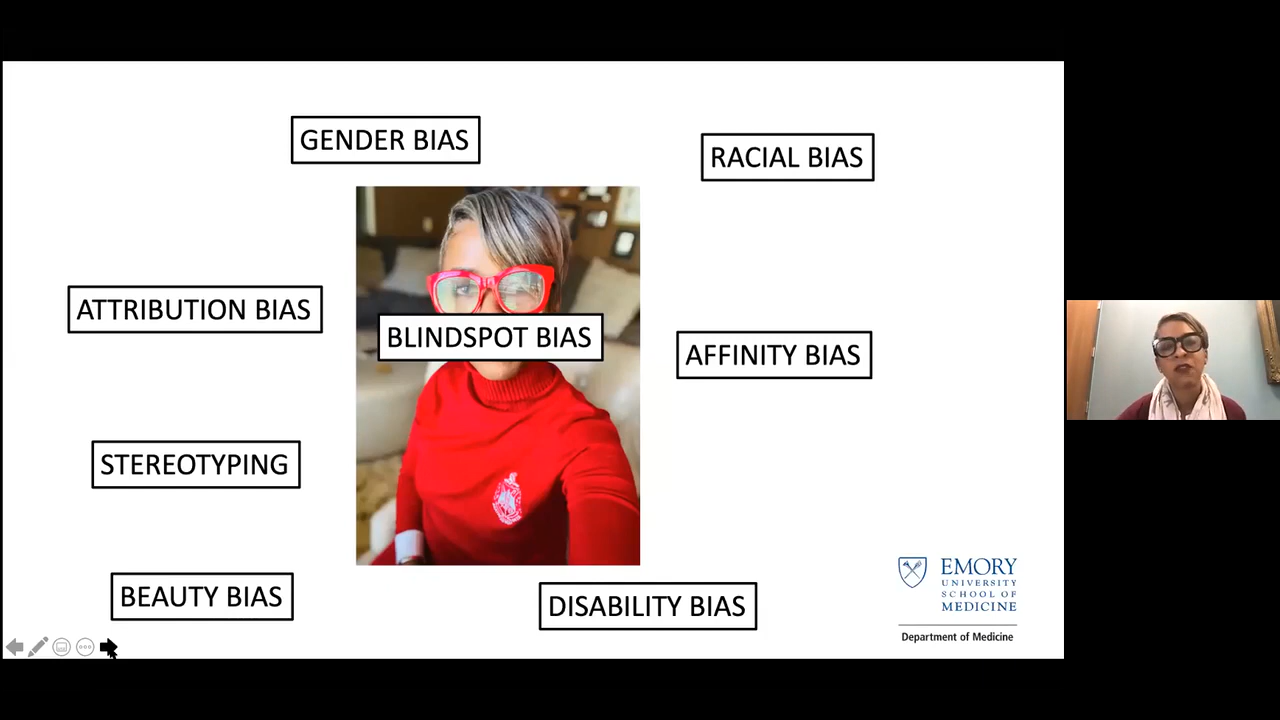 GENDER BIAS
RACIAL BIAS
ATTRIBUTION BIAS
BLINDSPOT BIAS
AFFINITY BIAS
STEREOTYPING
BEAUTY BIAS
DISABILITY BIAS
EMORY
UNIVERSITY
SCHOOL OF
MEDICINE
Department of Medicine